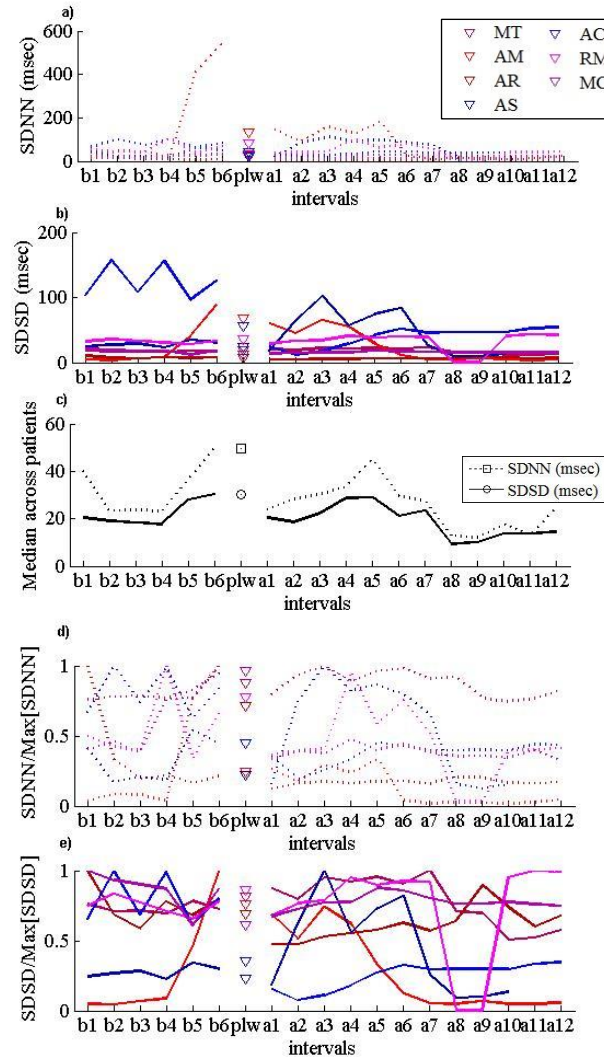 a)
SDNN (msec)
600
400
200
0
MT
AM
AR
AS
RM
b1 b2 b3 b4 b5 b6 plw a1 a2 a3 a4 a5 a6 a7 a8 a9 a10 a11 a12
intervals
b)
SDSD (msec)
200
100
0
b1 b2 b3 b4 b5 b6 plw a1 a2 a3 a4 a5 a6 a7 a8 a9 a10 a11 a12
intervals
c)
Median across patients
60
40
20
0
SDNN (msec)
SDSD (msec)
b1 b2 b3 b4 b5 b6 plw a1 a2 a3 a4 a5 a6 a7 a8 a9 a10 a11 a12
intervals
d)
SDNN/Max[SDNN]
1
0.5
0
b1 b2 b3 b4 b5 b6 plw a1 a2 a3 a4 a5 a6 a7 a8 a9 a10 a11 a12
intervals
e)
SDSD/Max[SDSD]
1
0.5
0
b1 b2 b3 b4 b5 b6 plw a1 a2 a3 a4 a5 a6 a7 a8 a9 a10 a11 a12
intervals